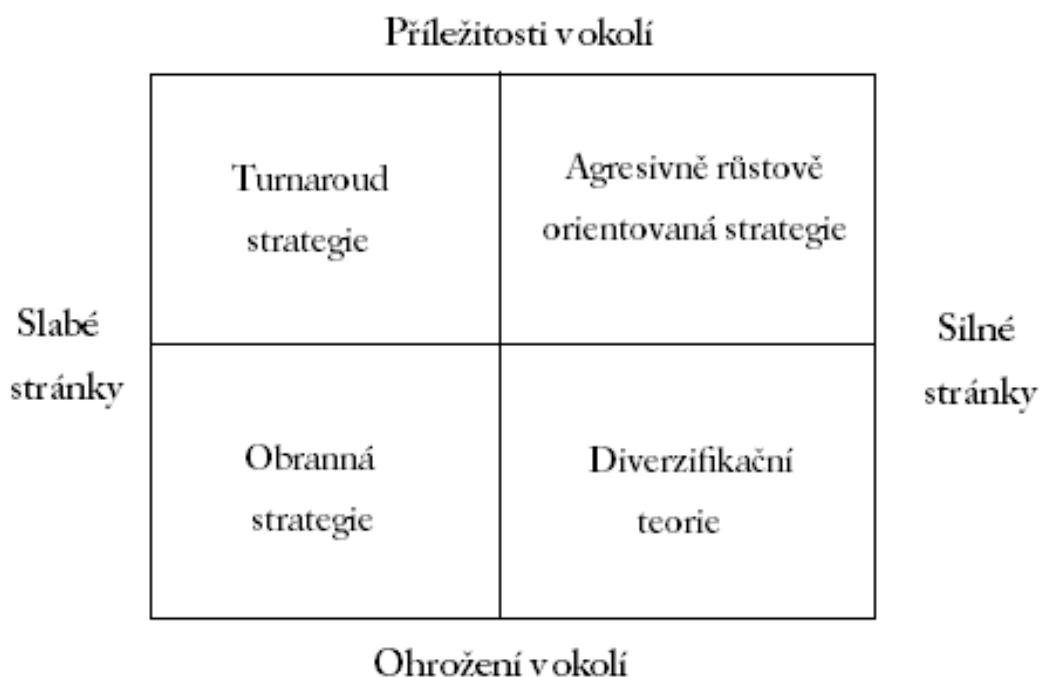 Příležitosti v okolí
Turnaroud
strategie
Agresivně růstově
orientovaná strategie
Slabé
stránky
Silné
stránky
Obranná
strategie
Diverzifikační
teorie
Ohrožení v okolí